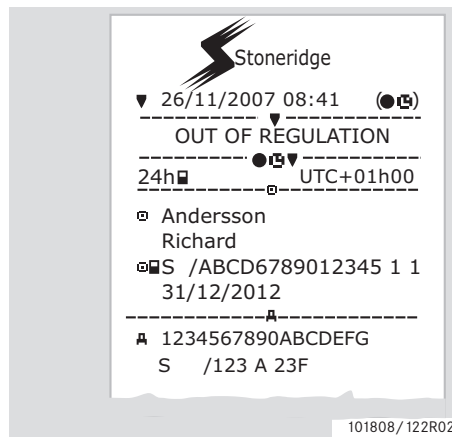 Stoneridge
26/11/2007 08:41 (●)
OUT OF REGULATION
24h UTC+01h00
Andersson
Richard
S /ABCD6789012345 1 1
31/12/2012
1234567890ABCDEFG
S /123 A 23F
101808/122R02